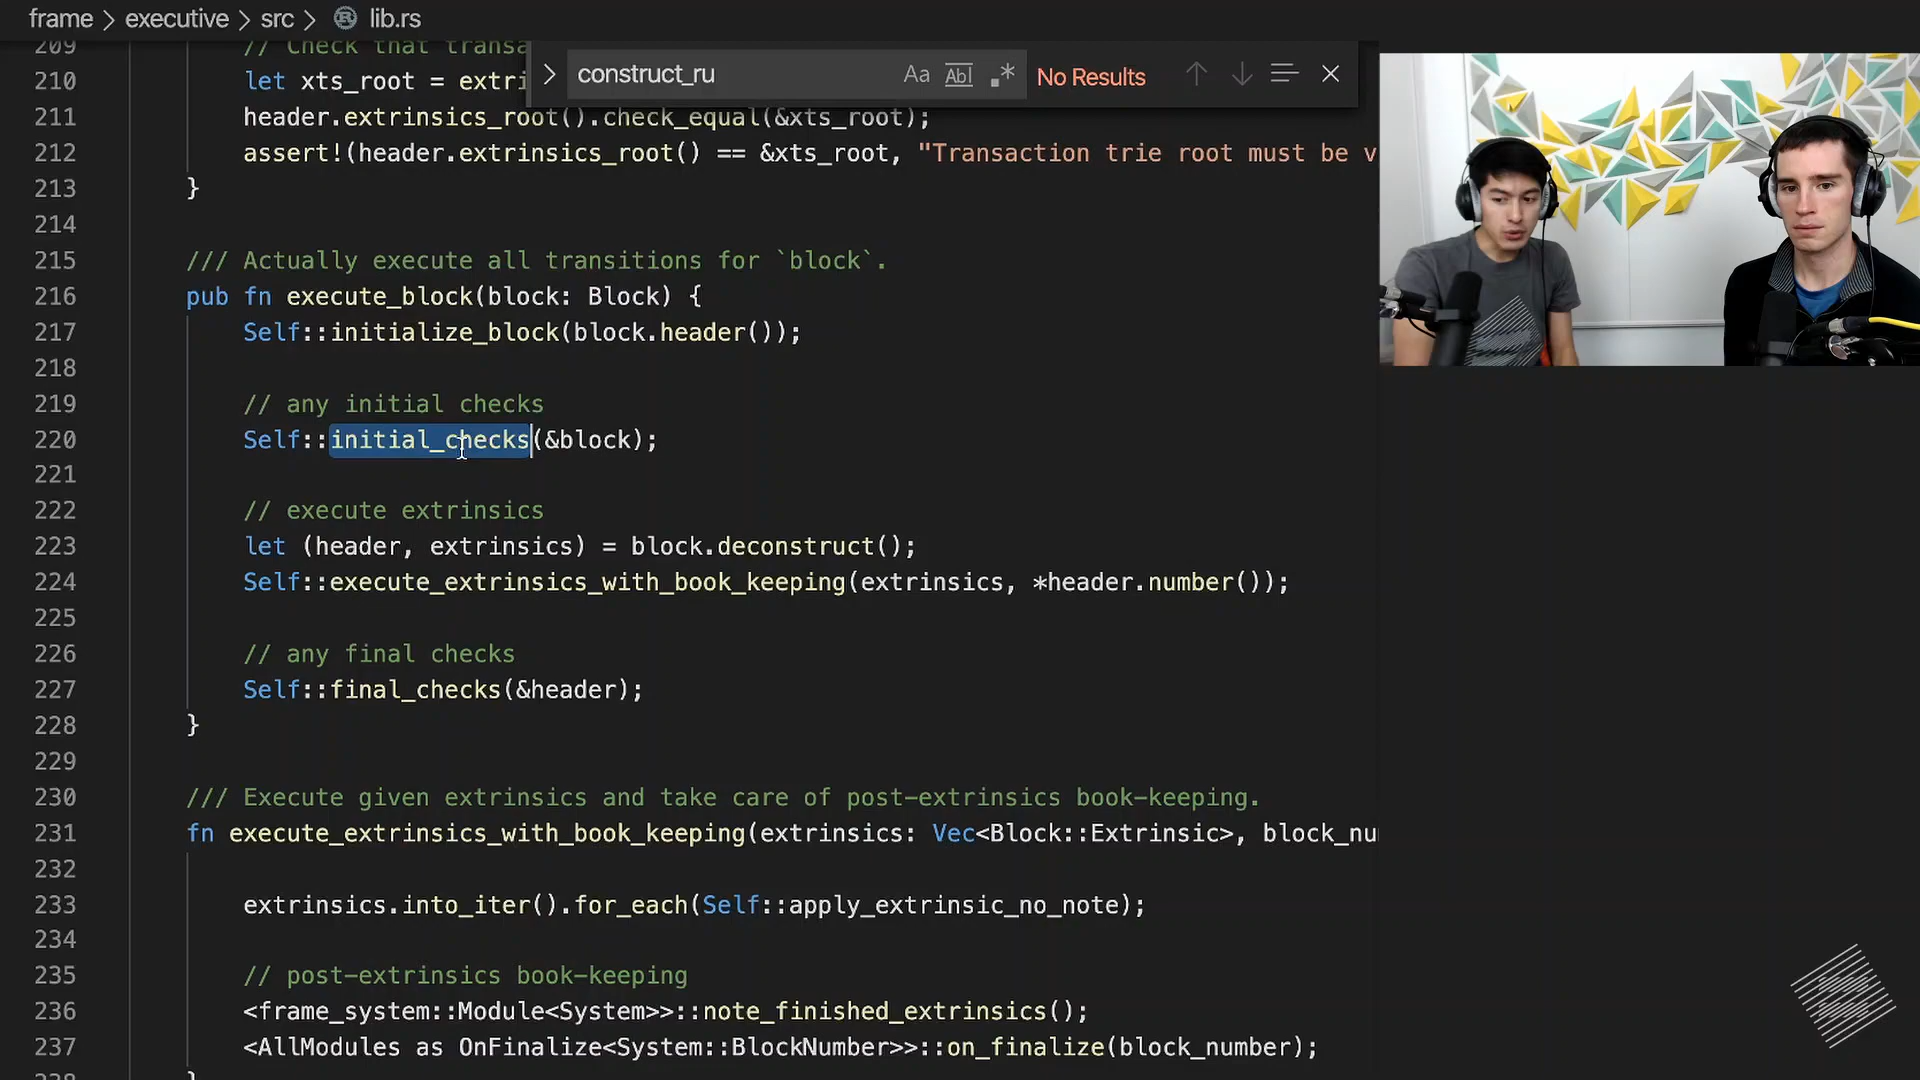 frame > executive > src > lib.rs
209 // Check that transa
construct_ru Aa Abl .* No Results
210 let xts_root = extri
211 header.extrinsics_root().check_equal(&xts_root);
212 assert!(header.extrinsics_root() == &xts_root, "Transaction trie root must be v
213 }
214
215 /// Actually execute all transitions for `block`.
216 pub fn execute_block(block: Block) {
217 Self::initialize_block(block.header());
218
219 // any initial checks
220 Self::initial_checks(&block);
221
222 // execute extrinsics
223 let (header, extrinsics) = block.deconstruct();
224 Self::execute_extrinsics_with_book_keeping(extrinsics, *header.number());
225
226 // any final checks
227 Self::final_checks(&header);
228 }
229
230 /// Execute given extrinsics and take care of post-extrinsics book-keeping.
231 fn execute_extrinsics_with_book_keeping(extrinsics: Vec<Block::Extrinsic>, block_nu
232
233 extrinsics.into_iter().for_each(Self::apply_extrinsic_no_note);
234
235 // post-extrinsics book-keeping
236 <frame_system::Module<System>>::note_finished_extrinsics();
237 <AllModules as OnFinalize<System::BlockNumber>>::on_finalize(block_number);
238 }